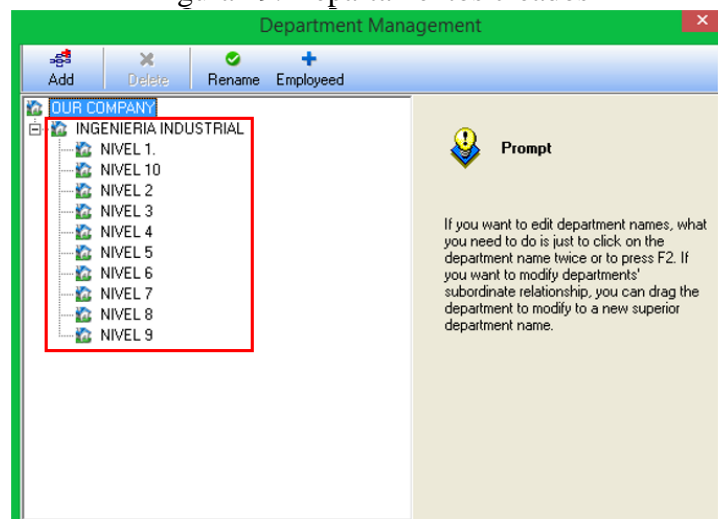 Department Management
Add Delete Rename Employeed
OUR COMPANY
INGENIERIA INDUSTRIAL
NIVEL 1.
NIVEL 10
NIVEL 2
NIVEL 3
NIVEL 4
NIVEL 5
NIVEL 6
NIVEL 7
NIVEL 8
NIVEL 9
Prompt
If you want to edit department names, what
you need to do is just to click on the
department name twice or to press F2. If
you want to modify departments'
subordinate relationship, you can drag the
department to modify to a new superior
department name.